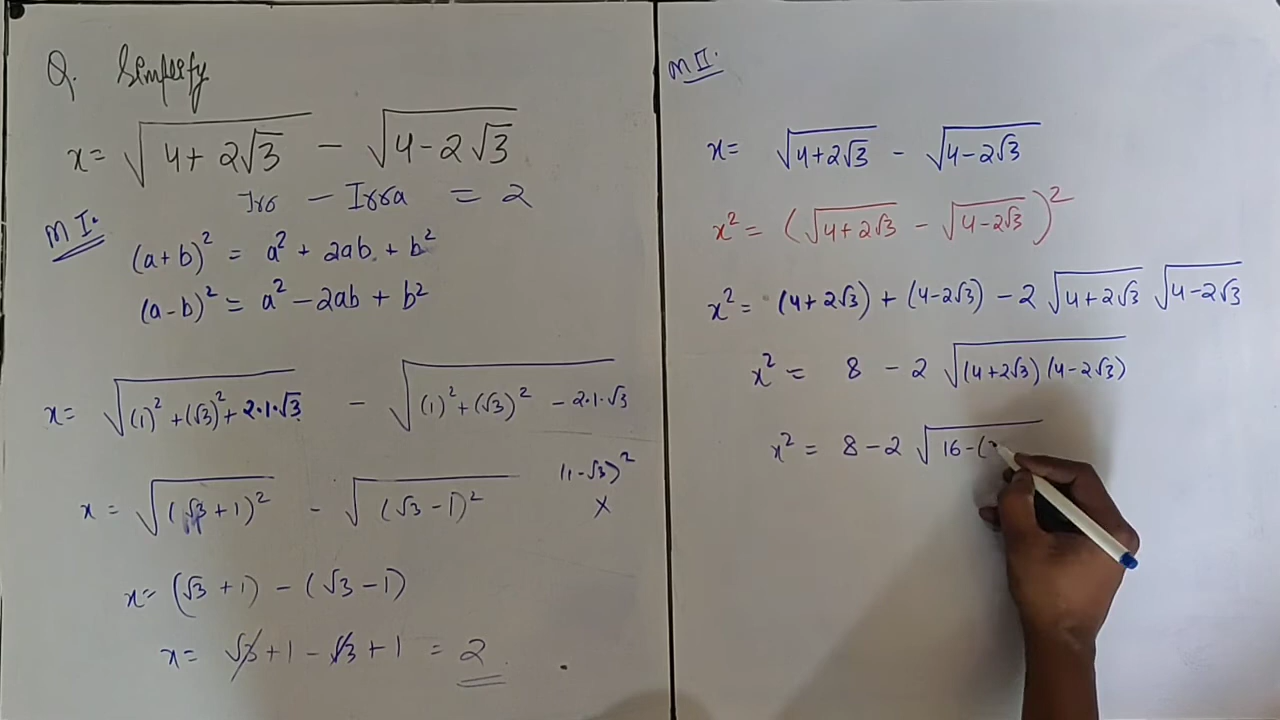 Q. Simplify
x = √(4 + 2√3) - √(4 - 2√3)
Irr - Irra = 2
M I.
(a + b)² = a² + 2ab + b²
(a - b)² = a² - 2ab + b²
x = √((1)² + (√3)² + 2·1·√3) - √((1)² + (√3)² - 2·1·√3)
x = √((√3 + 1)²) - √((√3 - 1)²) (1 - √3)²
x
x = (√3 + 1) - (√3 - 1)
x = √3 + 1 - √3 + 1 = 2
M II.
x = √(4 + 2√3) - √(4 - 2√3)
x² = (√(4 + 2√3) - √(4 - 2√3))²
x² = (4 + 2√3) + (4 - 2√3) - 2 √(4 + 2√3) √(4 - 2√3)
x² = 8 - 2 √((4 + 2√3)(4 - 2√3))
x² = 8 - 2 √(16 - (